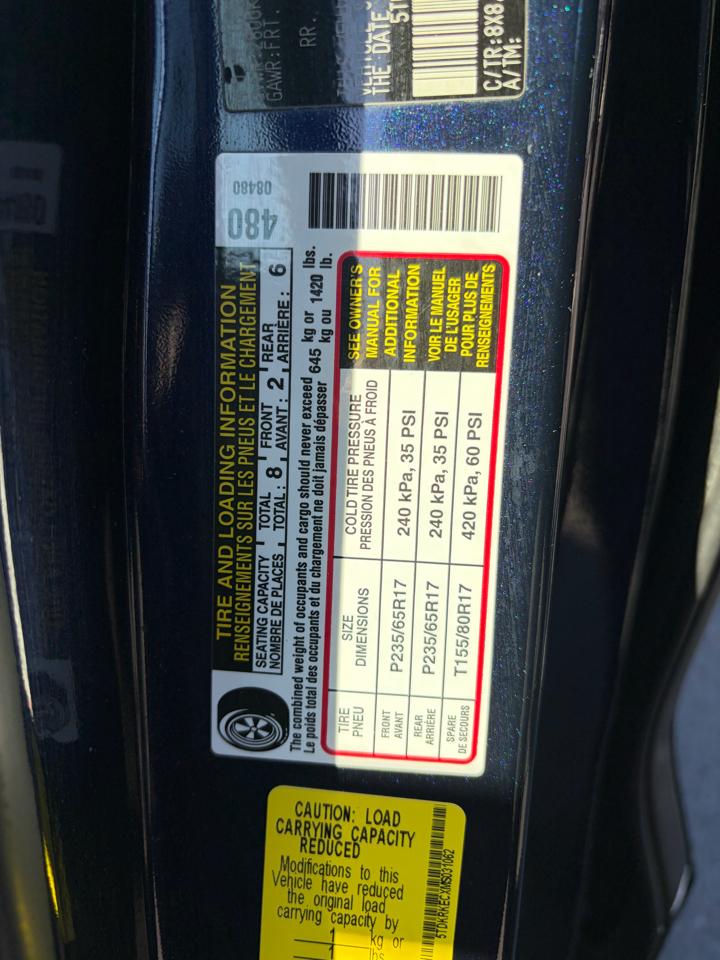 GAWR:FRT.
RR.
THE DATE
C/TR:8X8
A/TM:
480
08480
TIRE AND LOADING INFORMATION
RENSEIGNEMENTS SUR LES PNEUS ET LE CHARGEMENT
SEATING CAPACITY TOTAL FRONT REAR
NOMBRE DE PLACES TOTAL : 8 AVANT : 2 ARRIÈRE : 6
The combined weight of occupants and cargo should never exceed 645 kg or 1420 lbs.
Le poids total des occupants et du chargement ne doit jamais dépasser kg ou lb.
TIRE SIZE COLD TIRE PRESSURE
PNEU DIMENSIONS PRESSION DES PNEUS À FROID
FRONT
AVANT P235/65R17 240 kPa, 35 PSI
REAR
ARRIÈRE P235/65R17 240 kPa, 35 PSI
SPARE
DE SECOURS T155/80R17 420 kPa, 60 PSI
SEE OWNER'S
MANUAL FOR
ADDITIONAL
INFORMATION
VOIR LE MANUEL
DE L'USAGER
POUR PLUS DE
RENSEIGNEMENTS
CAUTION: LOAD
CARRYING CAPACITY
REDUCED
Modifications to this
Vehicle have reduced
the original load
carrying capacity by
kg or
lbs
5TDKRKECXMS031062